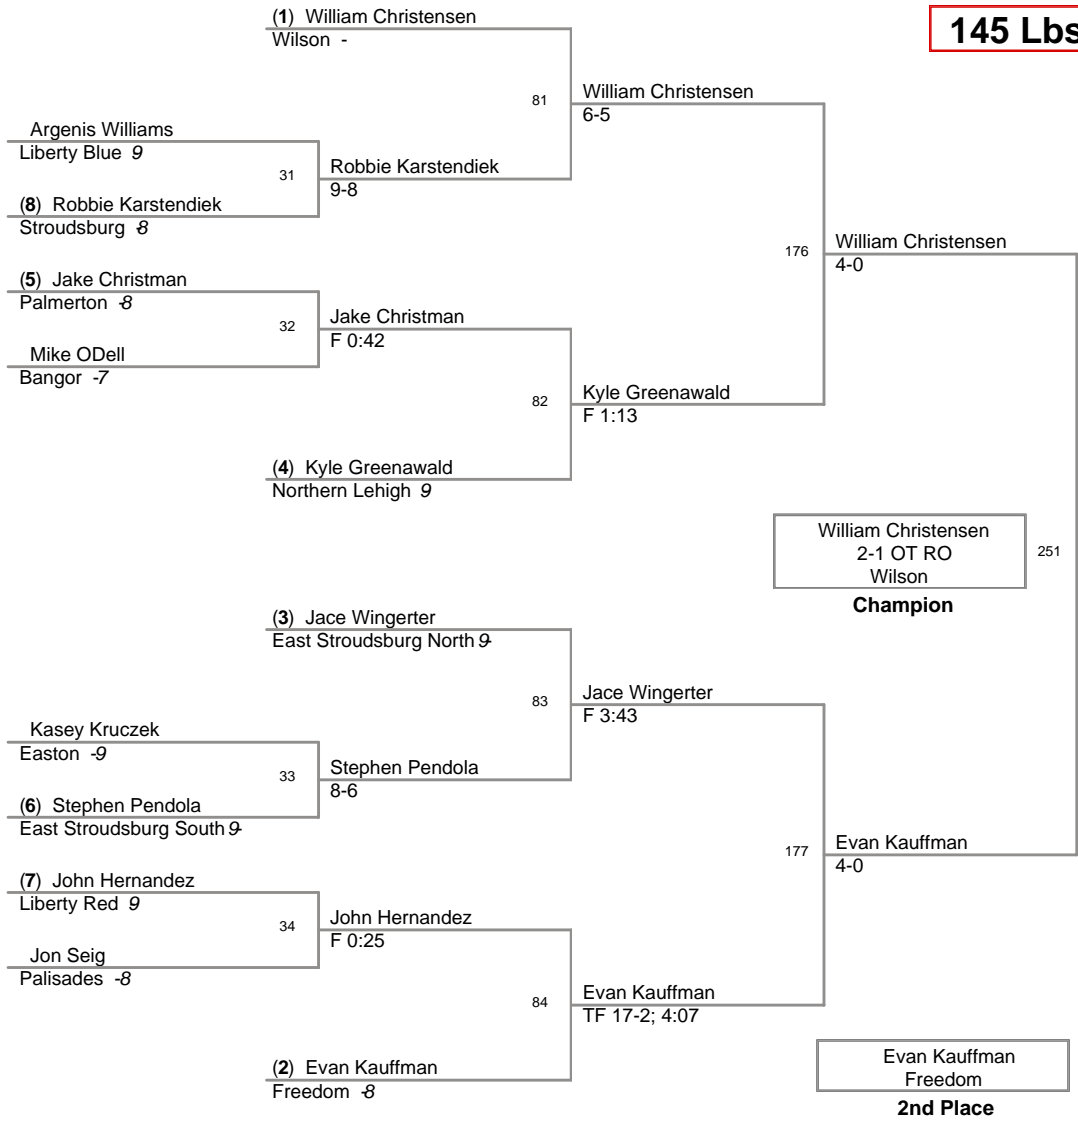 (1) William Christensen
Wilson -
145 Lbs
81
William Christensen
6-5
Argenis Williams
Liberty Blue 9
31
Robbie Karstendiek
9-8
(8) Robbie Karstendiek
Stroudsburg -8
176
William Christensen
4-0
(5) Jake Christman
Palmerton -8
32
Jake Christman
F 0:42
Mike ODell
Bangor -7
82
Kyle Greenawald
F 1:13
(4) Kyle Greenawald
Northern Lehigh 9
William Christensen
2-1 OT RO
Wilson
251
Champion
(3) Jace Wingerter
East Stroudsburg North 9-
83
Jace Wingerter
F 3:43
Kasey Kruczek
Easton -9
33
Stephen Pendola
8-6
(6) Stephen Pendola
East Stroudsburg South 9-
177
Evan Kauffman
4-0
(7) John Hernandez
Liberty Red 9
34
John Hernandez
F 0:25
Jon Seig
Palisades -8
84
Evan Kauffman
TF 17-2; 4:07
(2) Evan Kauffman
Freedom -8
Evan Kauffman
Freedom
2nd Place